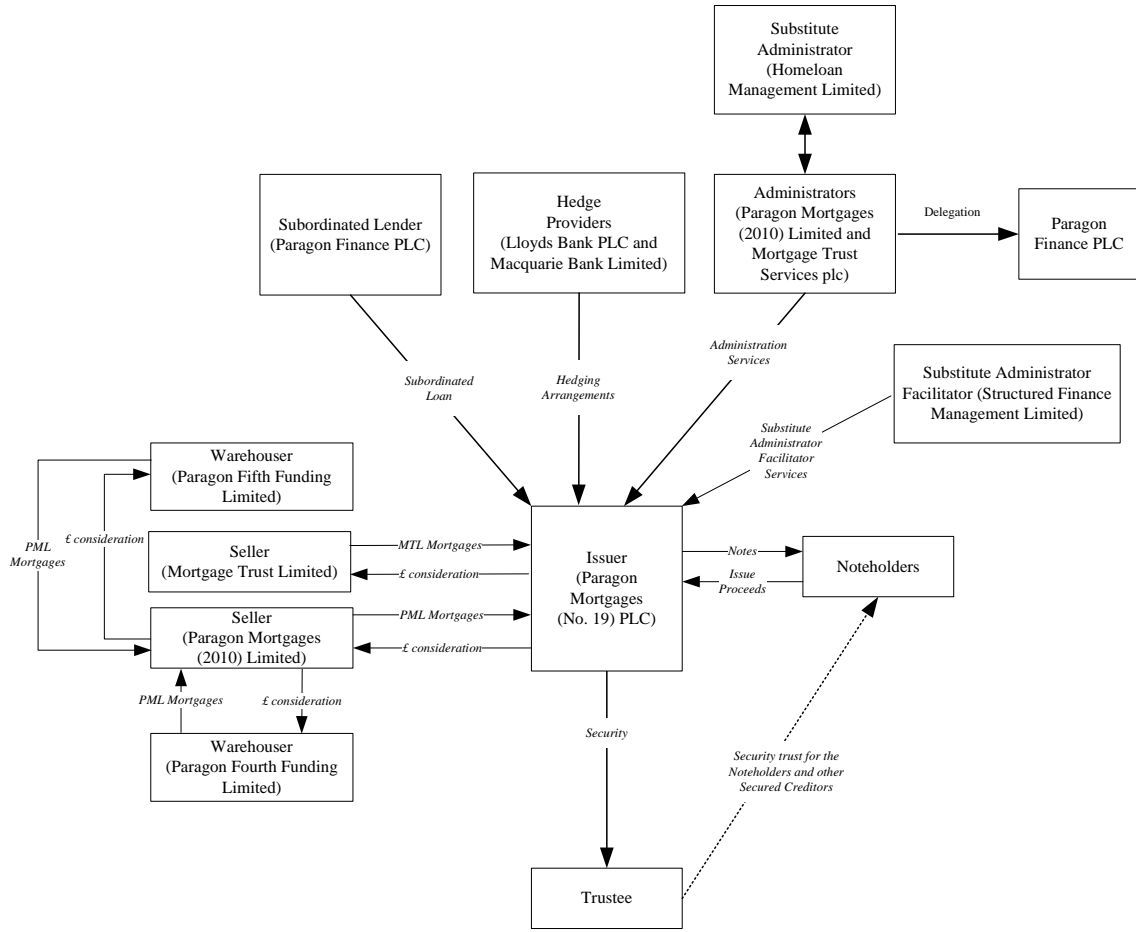 Substitute
Administrator
(Homeloan
Management Limited)
Subordinated Lender
(Paragon Finance PLC)
Hedge
Providers
(Lloyds Bank PLC and
Macquarie Bank Limited)
Administrators
(Paragon Mortgages
(2010) Limited and
Mortgage Trust
Services plc)
Delegation
Paragon
Finance PLC
Subordinated
Loan
Hedging
Arrangements
Administration
Services
Substitute Administrator
Facilitator (Structured Finance
Management Limited)
Substitute
Administrator
Facilitator
Services
Warehouser
(Paragon Fifth Funding
Limited)
PML
Mortgages
£ consideration
Seller
(Mortgage Trust Limited)
MTL Mortgages
£ consideration
Issuer
(Paragon
Mortgages
(No. 19) PLC)
Notes
Issue
Proceeds
Noteholders
Seller
(Paragon Mortgages
(2010) Limited)
PML Mortgages
£ consideration
PML Mortgages
£ consideration
Warehouser
(Paragon Fourth Funding
Limited)
Security
Security trust for the
Noteholders and other
Secured Creditors
Trustee